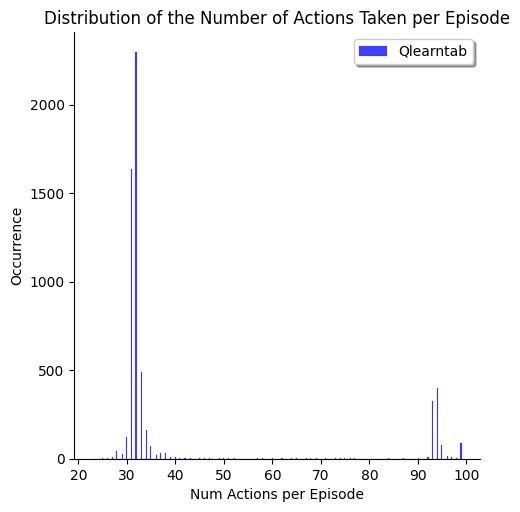 Distribution of the Number of Actions Taken per Episode
Qlearntab
Occurrence
2000
1500
1000
500
0
20 30 40 50 60 70 80 90 100
Num Actions per Episode